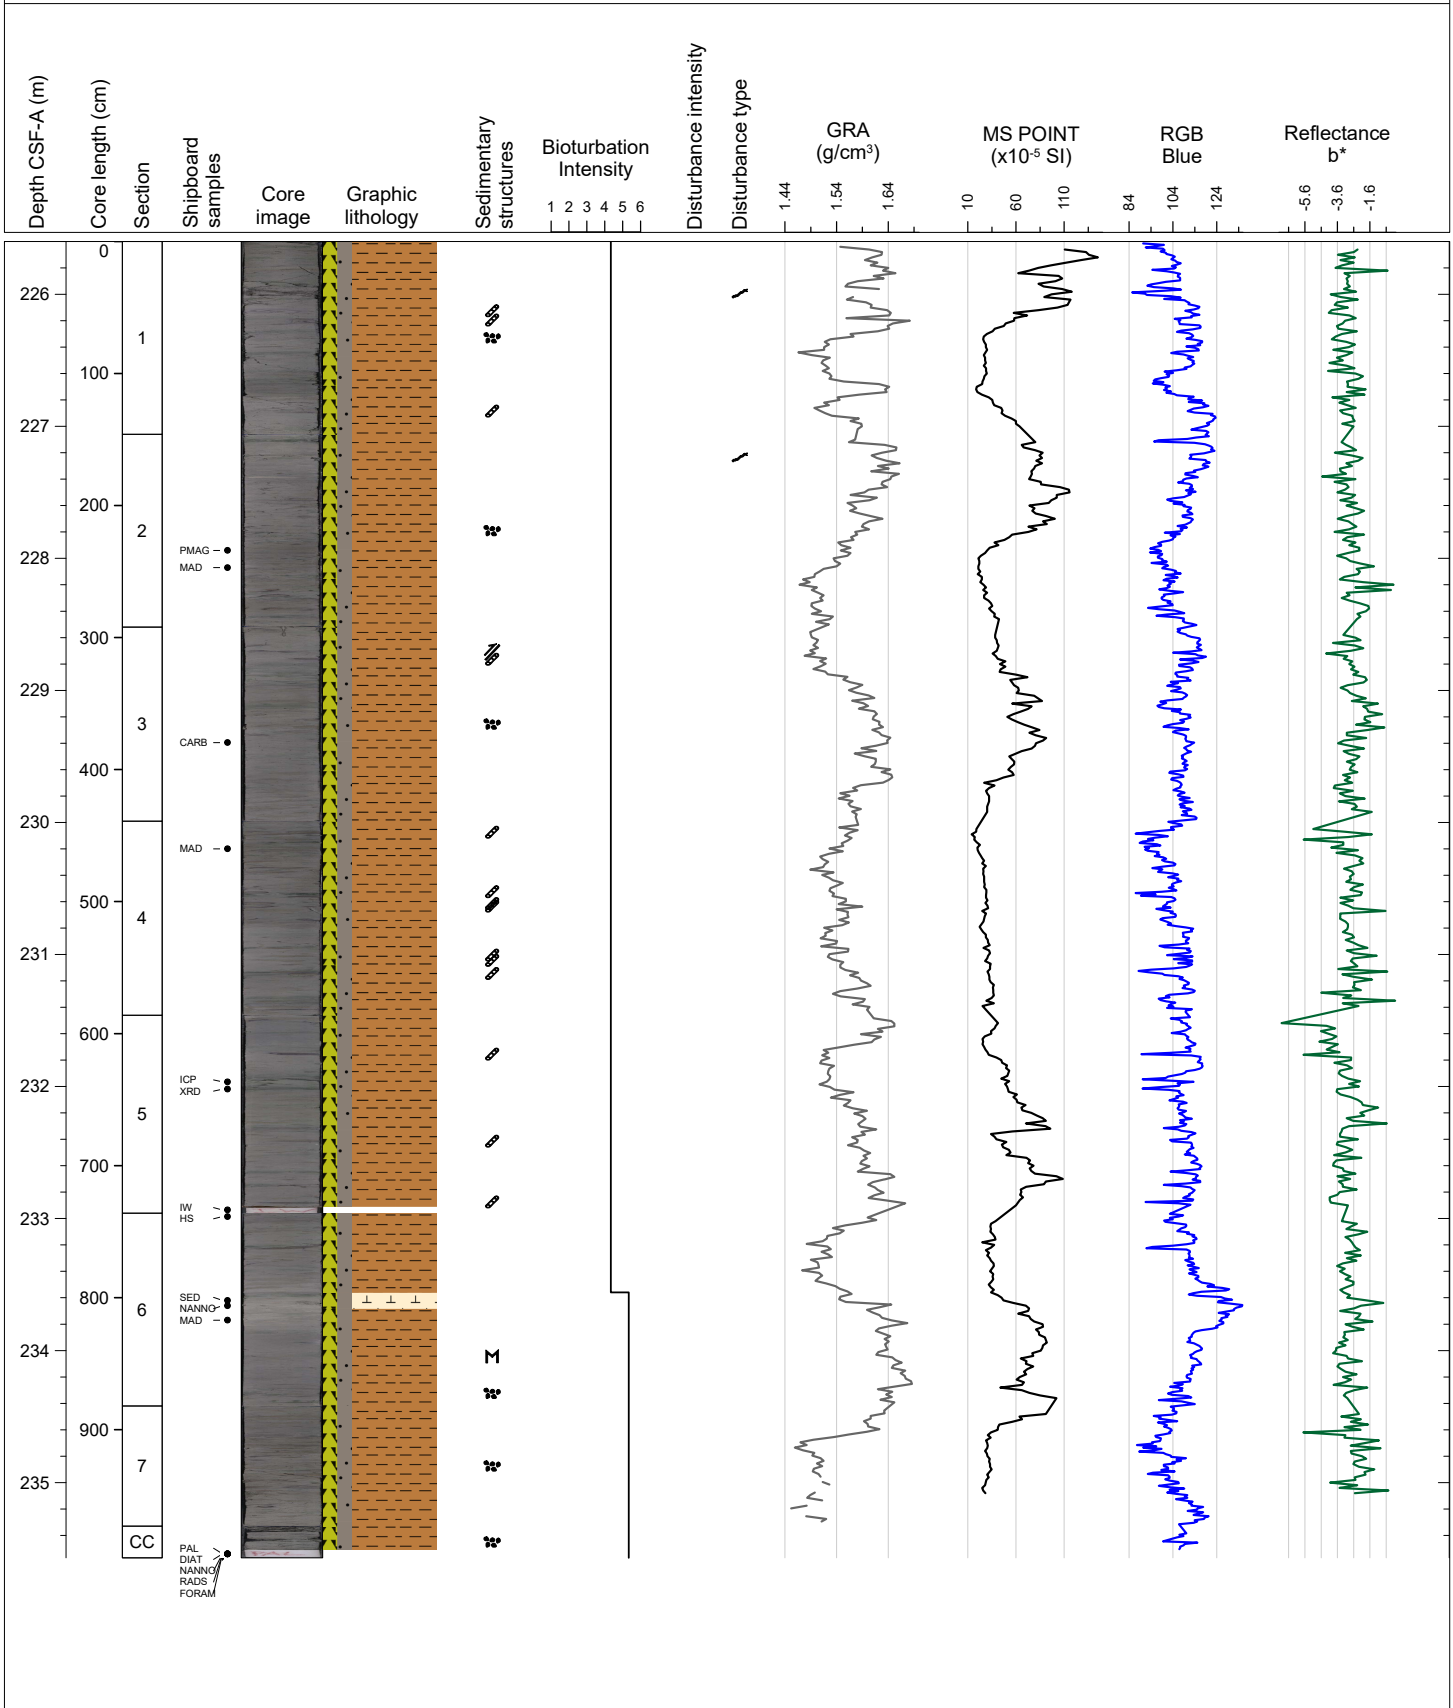 Depth CSF-A (m)
Core length (cm)
Section
Shipboard
samples
Core
image
Graphic
lithology
Sedimentary
structures
Bioturbation
Intensity
1 2 3 4 5 6
Disturbance intensity
Disturbance type
GRA
(g/cm³)
1.44 1.54 1.64
MS POINT
(x10⁻⁵ SI)
10 60 110
RGB
Blue
84 104 124
Reflectance
b*
-5.6 -3.6 -1.6
0
226
1
100
227
200
2
PMAG
228
MAD
300
229
3
CARB
400
230
MAD
500
4
231
600
ICP
232
XRD
5
700
IW
233
HS
SED
800
NANNO
6
MAD
234
900
7
235
CC
PAL
DIAT
NANNO
RADS
FORAM